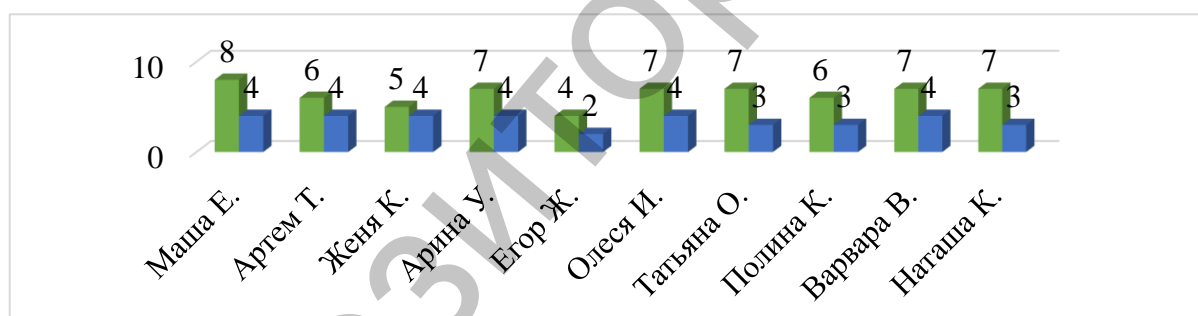 10
0
8 4
6 4
5 4
7 4
4 2
7 4
7 3
6 3
7 4
7 3
Маша Е.
Артем Т.
Женя К.
Арина У.
Егор Ж.
Олеся И.
Татьяна О.
Полина К.
Варвара В.
Наташа К.